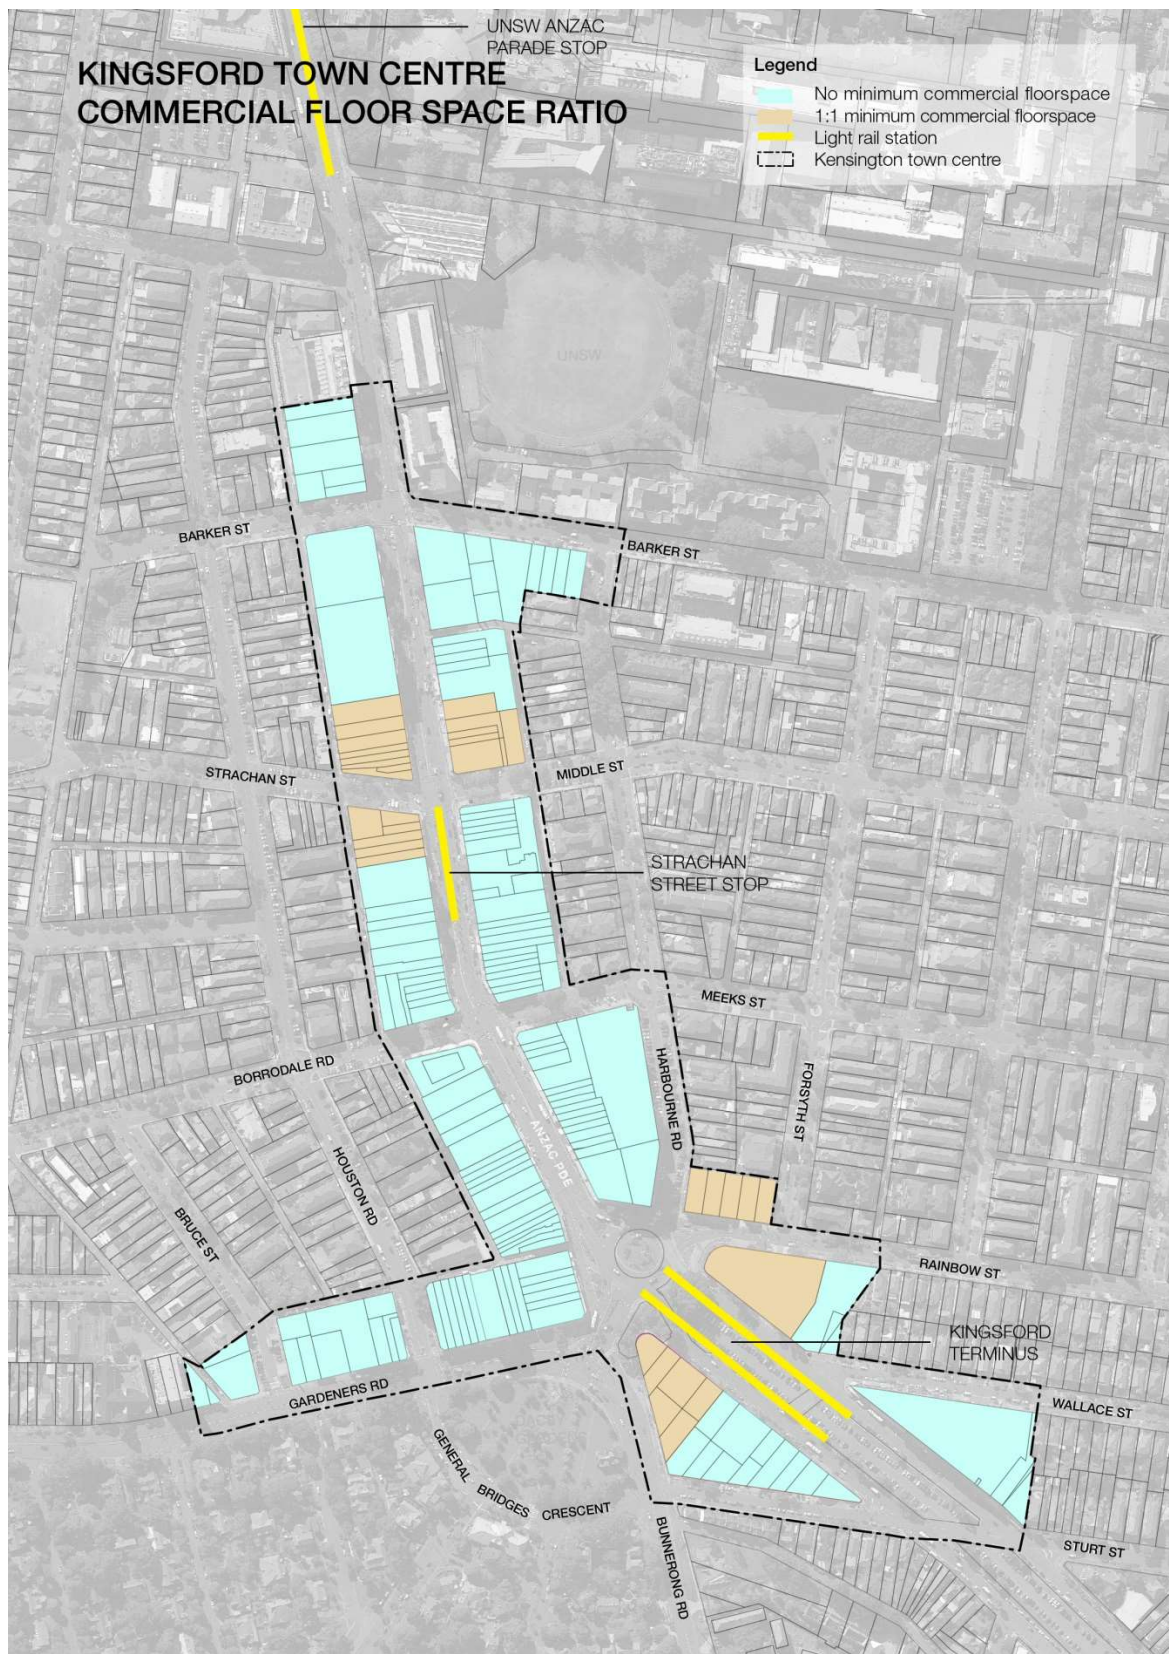 UNSW ANZAC
PARADE STOP
KINGSFORD TOWN CENTRE
COMMERCIAL FLOOR SPACE RATIO
Legend
No minimum commercial floorspace
1:1 minimum commercial floorspace
Light rail station
Kensington town centre
UNSW
BARKER ST
BARKER ST
STRACHAN ST
MIDDLE ST
STRACHAN
STREET STOP
MEEKS ST
BORRODALE RD
HARBOURNE RD
FORSYTH ST
ANZAC PDE
HOUSTON RD
BRUCE ST
RAINBOW ST
KINGSFORD
TERMINUS
GARDENERS RD
WALLACE ST
GENERAL BRIDGES CRESCENT
BUNNERONG RD
STURT ST